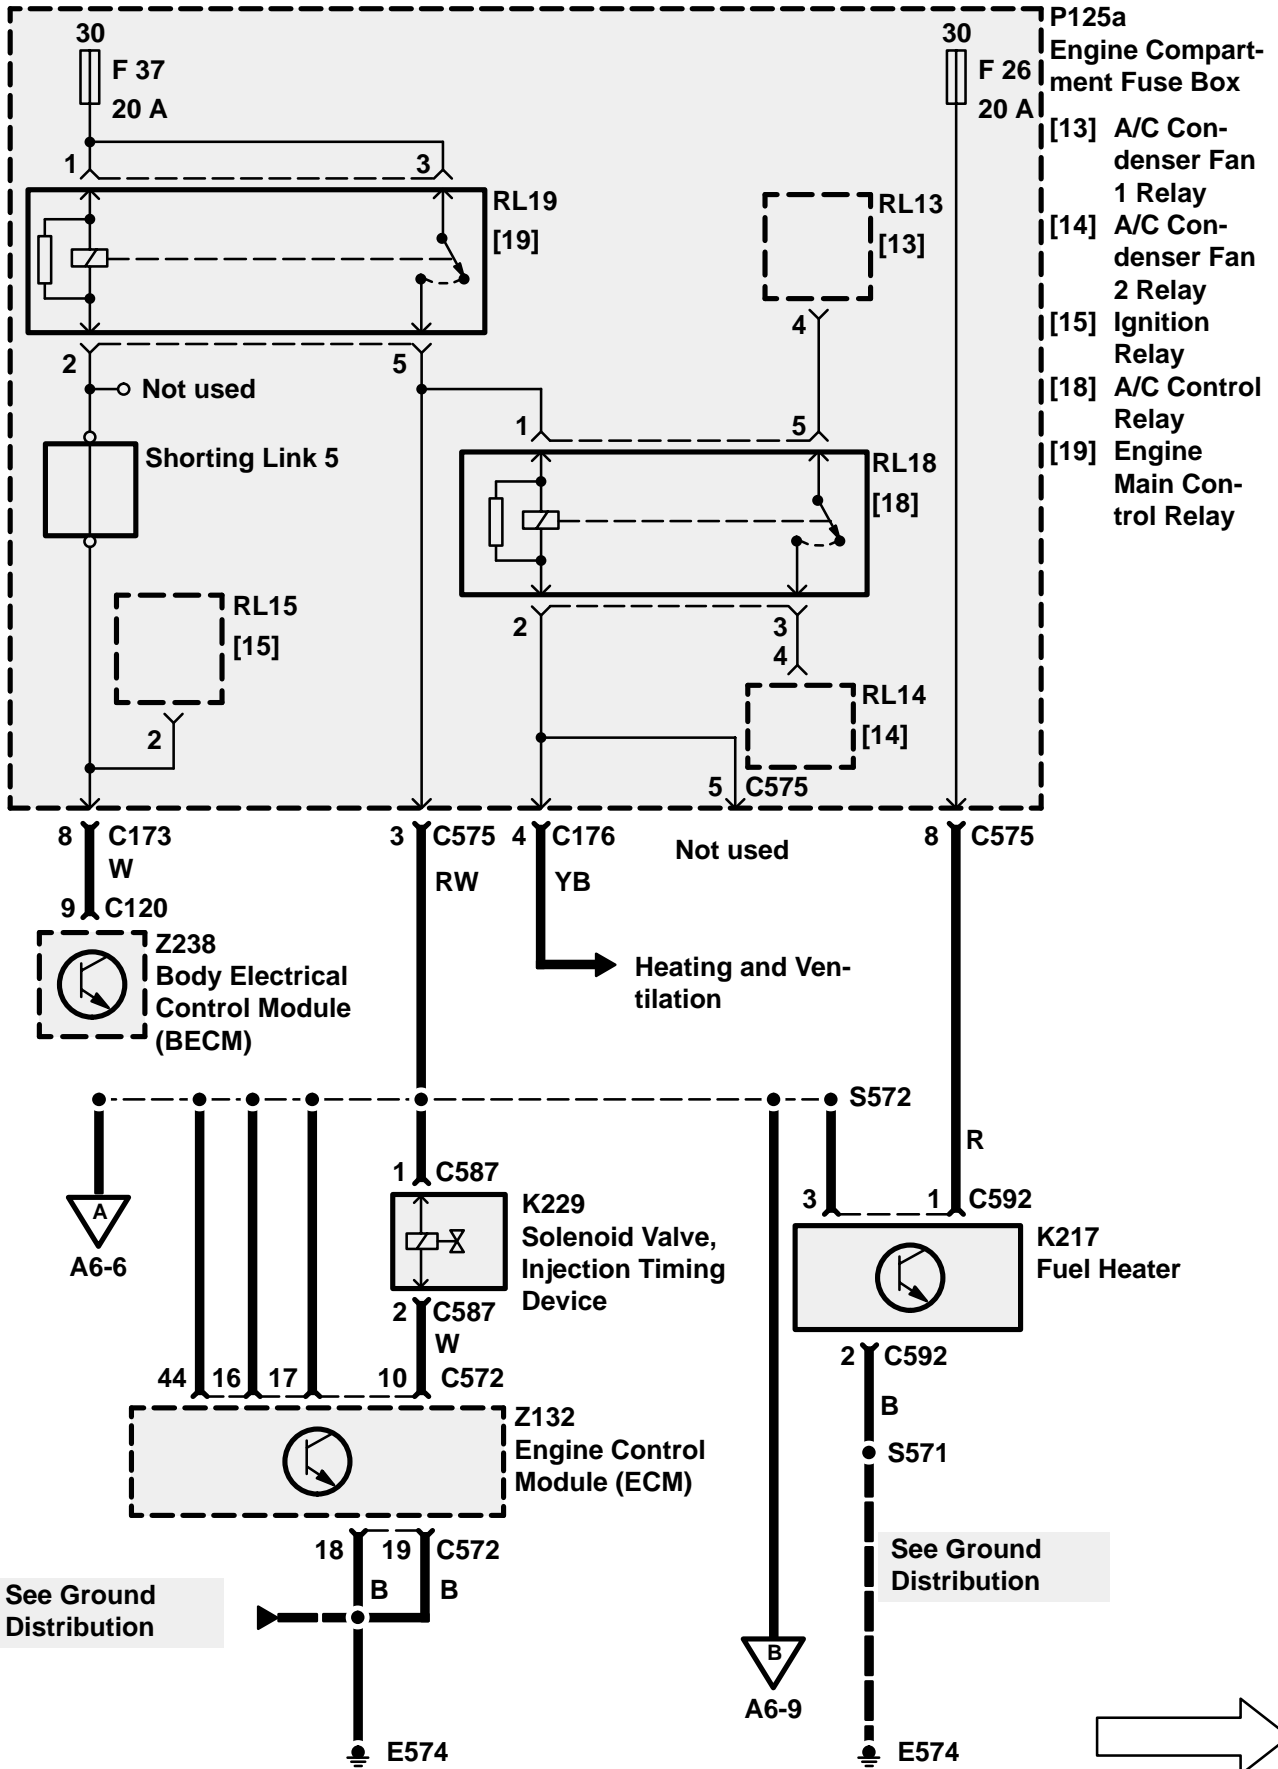 30
F 37
20 A
30
F 26
20 A
P125a
Engine Compart-
ment Fuse Box
[13] A/C Con-
denser Fan
1 Relay
[14] A/C Con-
denser Fan
2 Relay
[15] Ignition
Relay
[18] A/C Control
Relay
[19] Engine
Main Con-
trol Relay
1
3
RL19
[19]
2
5
Not used
Shorting Link 5
RL13
[13]
4
1
5
RL18
[18]
2
3
4
RL15
[15]
2
RL14
[14]
5 C575
8 C173
W
3 C575
RW
4 C176
YB
Not used
8 C575
9 C120
Z238
Body Electrical
Control Module
(BECM)
Heating and Ven-
tilation
S572
R
A
A6-6
1 C587
K229
Solenoid Valve,
Injection Timing
Device
2 C587
W
3
1 C592
K217
Fuel Heater
2 C592
B
S571
44 16 17 10 C572
Z132
Engine Control
Module (ECM)
18 19 C572
B B
See Ground
Distribution
See Ground
Distribution
B
A6-9
E574
E574